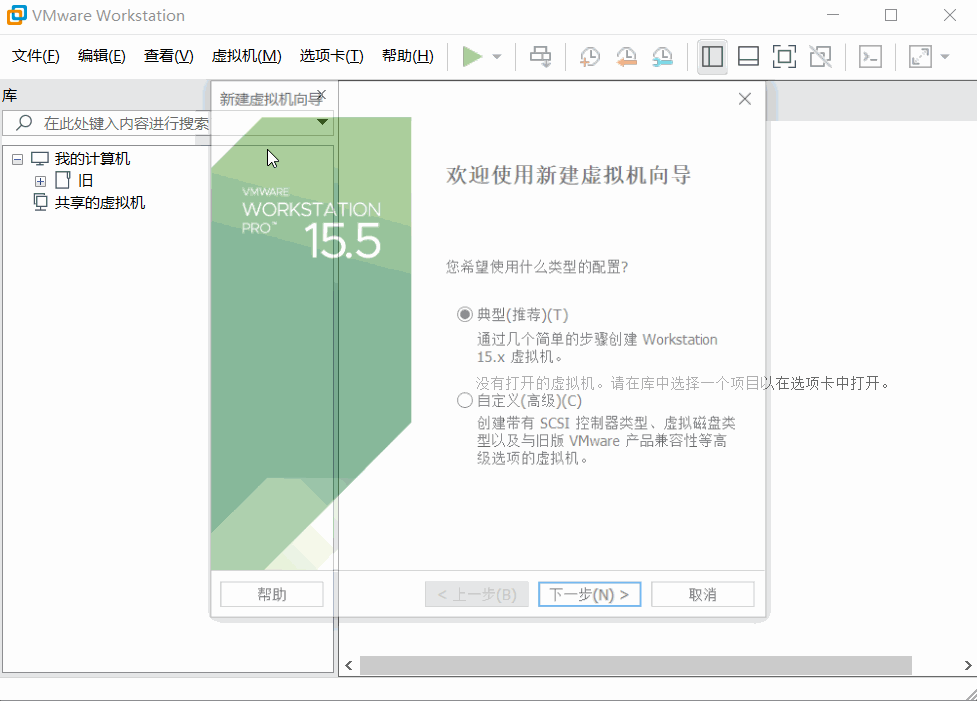 VMware Workstation
文件(F) 编辑(E) 查看(V) 虚拟机(M) 选项卡(T) 帮助(H)
库
在此处键入内容进行搜索
我的计算机
旧
共享的虚拟机
新建虚拟机向导
VMWARE
WORKSTATION
PRO™
15.5
欢迎使用新建虚拟机向导
您希望使用什么类型的配置?
典型(推荐)(T)
通过几个简单的步骤创建 Workstation
15.x 虚拟机。
没有打开的虚拟机。请在库中选择一个项目以在选项卡中打开。
自定义(高级)(C)
创建带有 SCSI 控制器类型、虚拟磁盘类
型以及与旧版 VMware 产品兼容性等高
级选项的虚拟机。
帮助
< 上一步(B)
下一步(N) >
取消